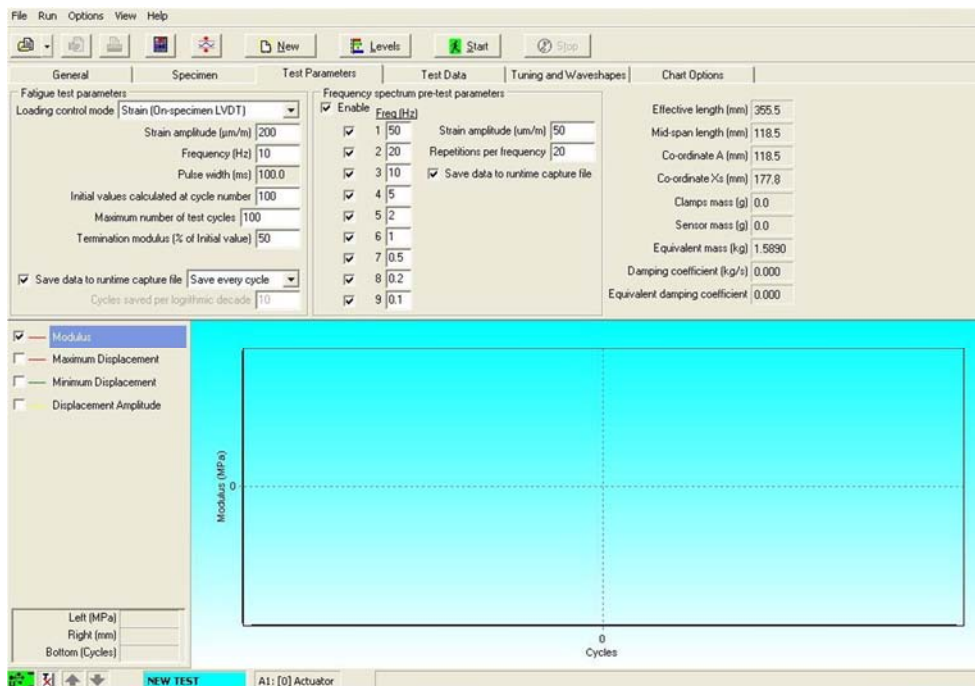 File Run Options View Help
New Levels Start Stop
General Specimen Test Parameters Test Data Tuning and Waveshapes Chart Options
Fatigue test parameters
Loading control mode Strain (On-specimen LVDT)
Strain amplitude (µm/m) 200
Frequency (Hz) 10
Pulse width (ms) 100.0
Initial values calculated at cycle number 100
Maximum number of test cycles 100
Termination modulus (% of Initial value) 50
Save data to runtime capture file Save every cycle
Cycles saved per logrithmic decade 10
Frequency spectrum pre-test parameters
Enable Freq (Hz)
1 50
2 20
3 10
4 5
5 2
6 1
7 0.5
8 0.2
9 0.1
Strain amplitude (um/m) 50
Repetitions per frequency 20
Save data to runtime capture file
Effective length (mm) 355.5
Mid-span length (mm) 118.5
Co-ordinate A (mm) 118.5
Co-ordinate Xs (mm) 177.8
Clamps mass (g) 0.0
Sensor mass (g) 0.0
Equivalent mass (kg) 1.5890
Damping coefficient (kg/s) 0.000
Equivalent damping coefficient 0.000
Modulus
Maximum Displacement
Minimum Displacement
Displacement Amplitude
Left (MPa)
Right (mm)
Bottom (Cycles)
Modulus (MPa)
0
0
Cycles
NEW TEST A1: [0] Actuator